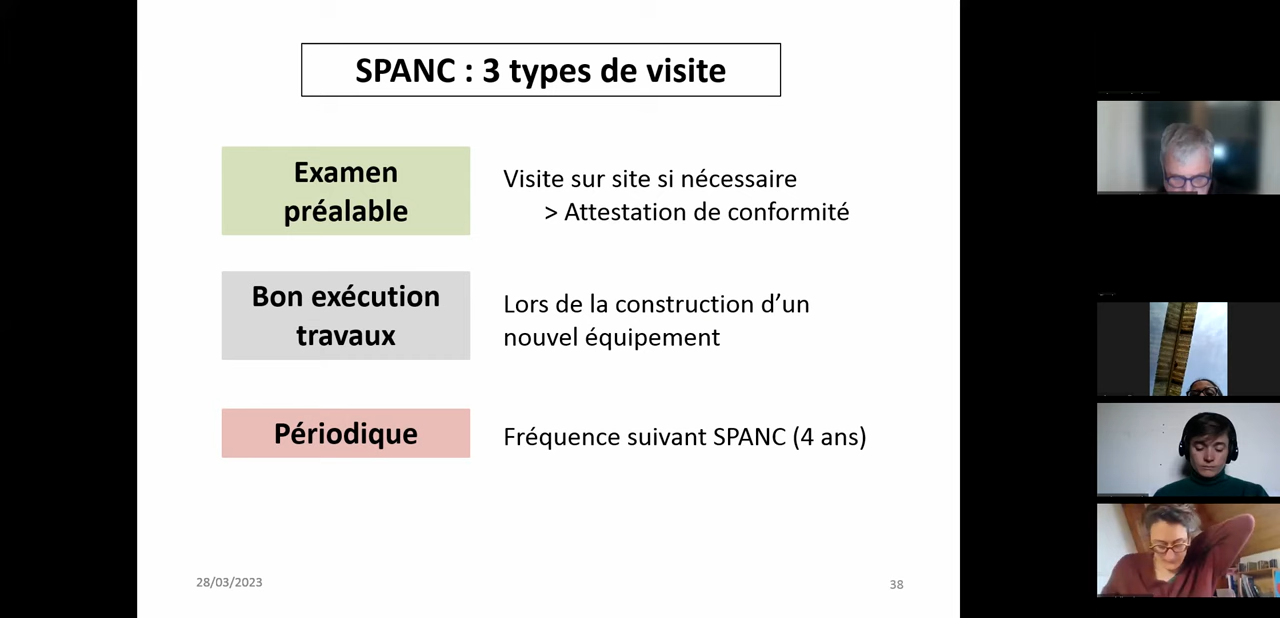 SPANC : 3 types de visite
Examen
préalable
Visite sur site si nécessaire
> Attestation de conformité
Bon exécution
travaux
Lors de la construction d’un
nouvel équipement
Périodique
Fréquence suivant SPANC (4 ans)
28/03/2023
38